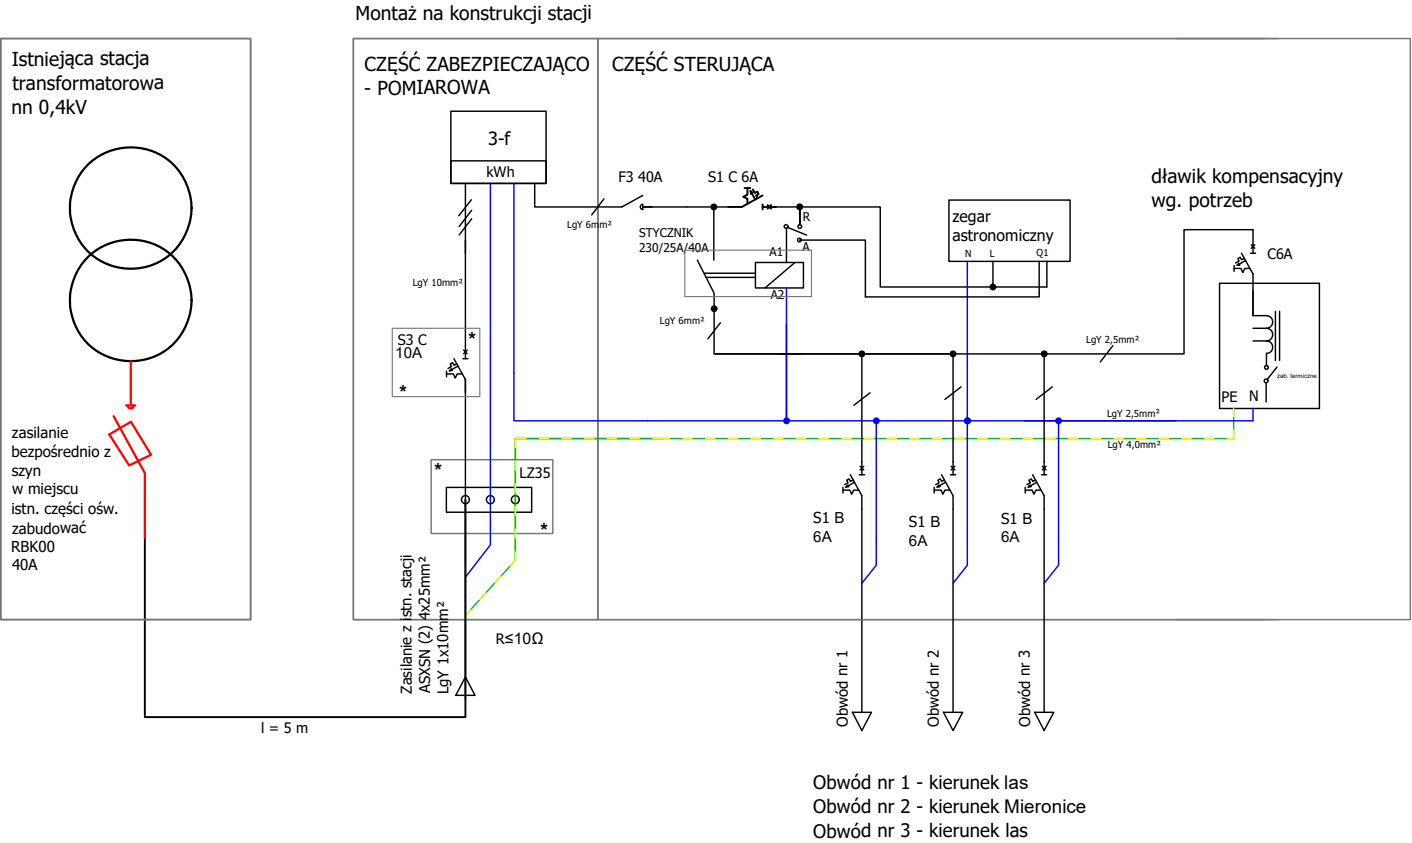 Montaż na konstrukcji stacji
Istniejąca stacja
transformatorowa
nn 0,4kV
zasilanie
bezpośrednio z
szyn
w miejscu
istn. części ośw.
zabudować
RBK00
40A
l = 5 m
CZĘŚĆ ZABEZPIECZAJĄCO
- POMIAROWA
3-f
kWh
LgY 10mm²
S3 C
10A
*
*
*
LZ35
*
Zasilanie z istn. stacji
ASXSN (2) 4x25mm²
LgY 1x10mm²
R≤10Ω
CZĘŚĆ STERUJĄCA
LgY 6mm²
F3 40A
S1 C 6A
STYCZNIK
230/25A/40A
R
A
A1
A2
LgY 6mm²
zegar
astronomiczny
N L Q1
dławik kompensacyjny
wg. potrzeb
C6A
zab. termiczne
PE N
LgY 2,5mm²
LgY 2,5mm²
LgY 4,0mm²
S1 B
6A
S1 B
6A
S1 B
6A
Obwód nr 1
Obwód nr 2
Obwód nr 3
Obwód nr 1 - kierunek las
Obwód nr 2 - kierunek Mieronice
Obwód nr 3 - kierunek las